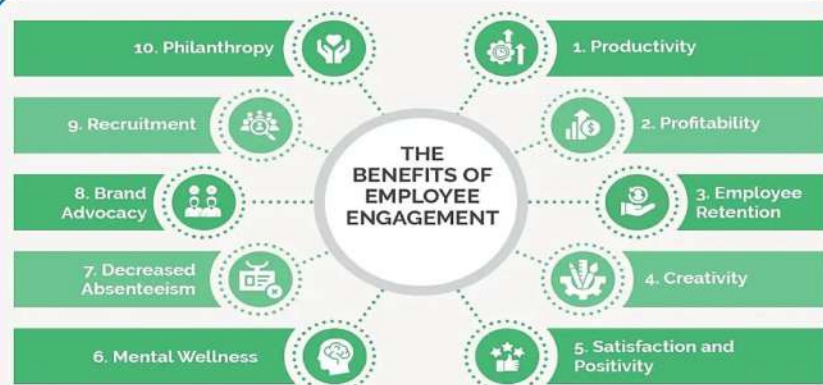 THE
BENEFITS OF
EMPLOYEE
ENGAGEMENT
1. Productivity
2. Profitability
3. Employee
Retention
4. Creativity
5. Satisfaction and
Positivity
6. Mental Wellness
7. Decreased
Absenteeism
8. Brand
Advocacy
9. Recruitment
10. Philanthropy